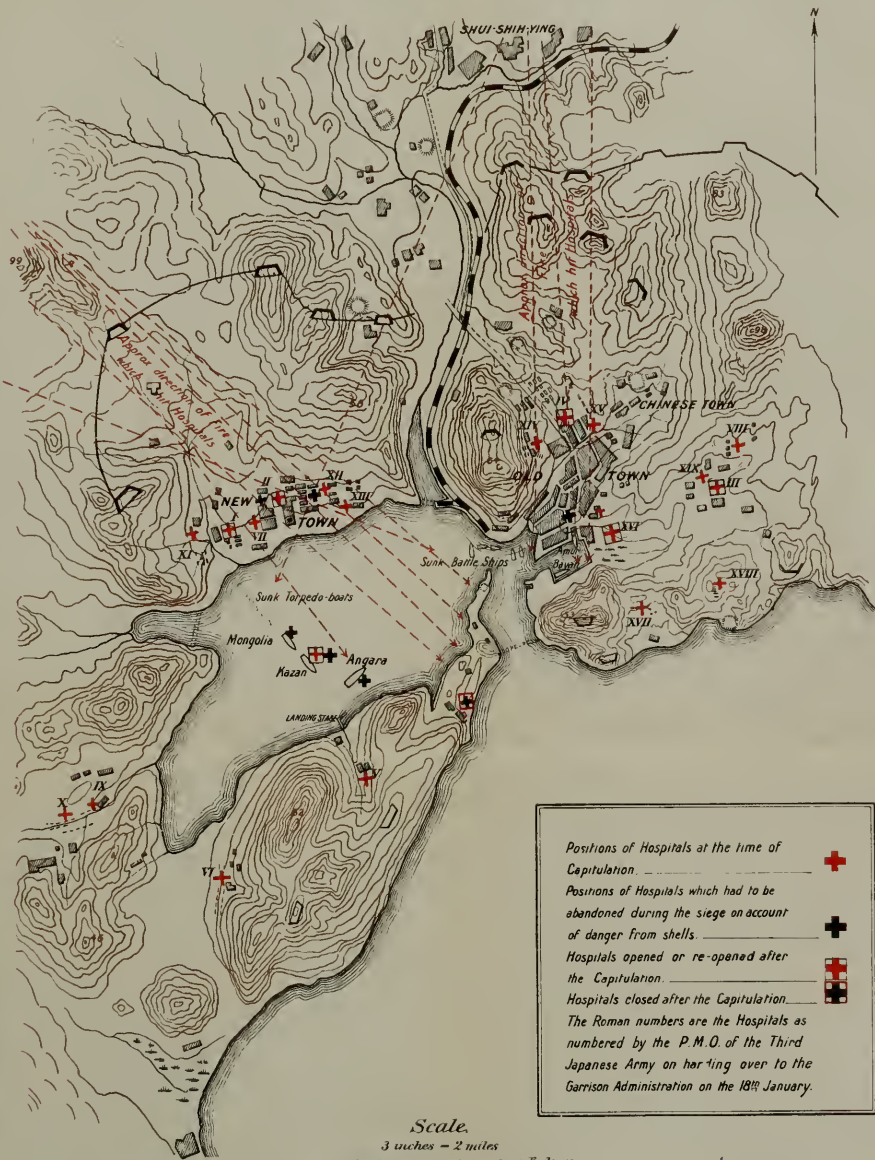 N
SHUI-SHIH-YING
83
Approx direction of
Fire
which hit Hospitals
99
Approx direction of Fire
which hit Hospitals
58
CHINESE TOWN
IV
XV
XIV
XIII
OLD
TOWN
XIX
III
II
XII
NEW
TOWN
XIII
VII
XI
XVI
Sunk Battle Ships
XVIII
XVII
Sunk Torpedo-boats
Mongolia
Kazan
Angara
LANDING STAGE
V
IX
X
VI
Positions of Hospitals at the time of
Capitulation.
Positions of Hospitals which had to be
abandoned during the siege on account
of danger from shells.
Hospitals opened or re-opened after
the Capitulation.
Hospitals closed after the Capitulation
The Roman numbers are the Hospitals as
numbered by the P.M.O. of the Third
Japanese Army on handing over to the
Garrison Administration on the 18th January.
Scale,
3 inches = 2 miles